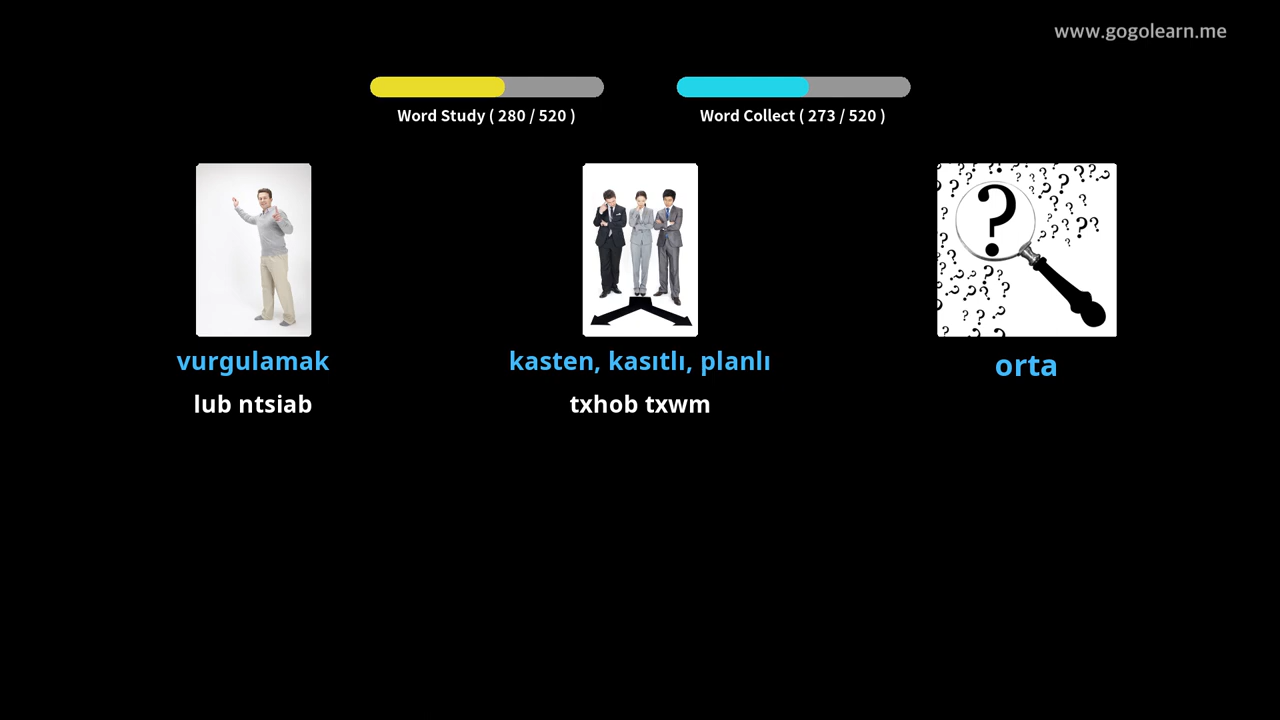 www.gogolearn.me
Word Study ( 280 / 520 )
Word Collect ( 273 / 520 )
vurgulamak
kasten, kasıtlı, planlı
orta
lub ntsiab
txhob txwm